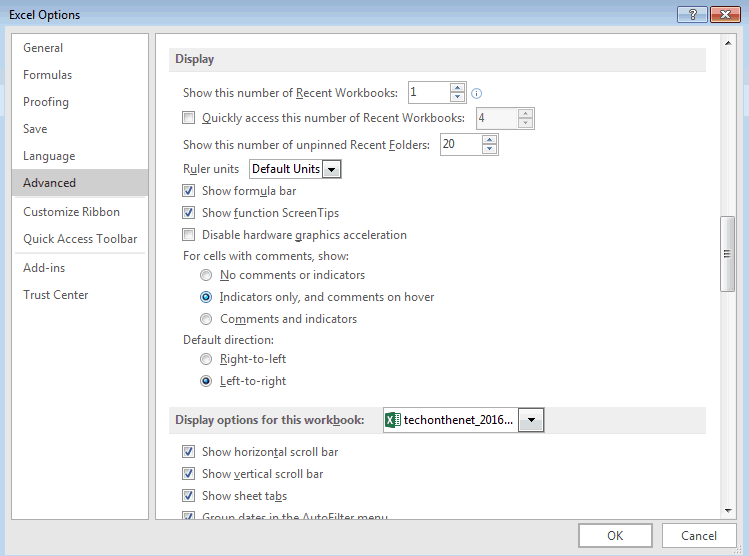 Excel Options
General
Formulas
Proofing
Save
Language
Advanced
Customize Ribbon
Quick Access Toolbar
Add-ins
Trust Center
Display
Show this number of Recent Workbooks: 1
Quickly access this number of Recent Workbooks: 4
Show this number of unpinned Recent Folders: 20
Ruler units Default Units
Show formula bar
Show function ScreenTips
Disable hardware graphics acceleration
For cells with comments, show:
No comments or indicators
Indicators only, and comments on hover
Comments and indicators
Default direction:
Right-to-left
Left-to-right
Display options for this workbook: techonthenet_2016...
Show horizontal scroll bar
Show vertical scroll bar
Show sheet tabs
Group dates in the AutoFilter menu
OK Cancel